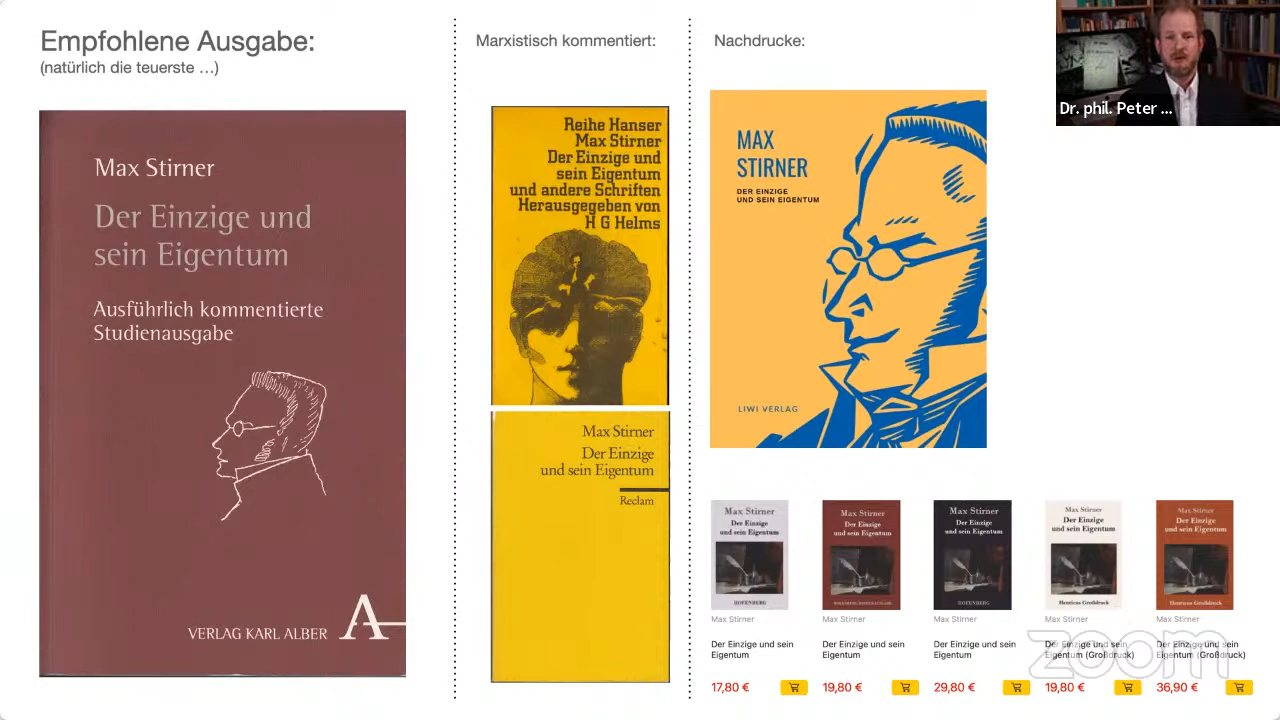 Empfohlene Ausgabe:
(natürlich die teuerste …)
Max Stirner
Der Einzige und
sein Eigentum
Ausführlich kommentierte
Studienausgabe
VERLAG KARL ALBER
A
Marxistisch kommentiert:
Reihe Hanser
Max Stirner
Der Einzige und
sein Eigentum
und andere Schriften
Herausgegeben von
H G Helms
Max Stirner
Der Einzige
und sein Eigentum
Reclam
Nachdrucke:
MAX
STIRNER
DER EINZIGE
UND SEIN EIGENTUM
LIWI VERLAG
Dr. phil. Peter ...
Max Stirner
Der Einzige
und sein Eigentum
HOFENBERG
Max Stirner
Der Einzige und sein
Eigentum
17,80 €
Max Stirner
Der Einzige
und sein Eigentum
Max Stirner
Der Einzige und sein
Eigentum
19,80 €
Max Stirner
Der Einzige
und sein Eigentum
HOFENBERG
Max Stirner
Der Einzige und sein
Eigentum
29,80 €
Max Stirner
Der Einzige
und sein Eigentum
Henricus Großdruck
Max Stirner
Der Einzige und sein
Eigentum (Großdruck)
19,80 €
Max Stirner
Der Einzige
und sein Eigentum
Henricus Großdruck
Max Stirner
Der Einzige und sein
Eigentum (Großdruck)
36,90 €
zoom